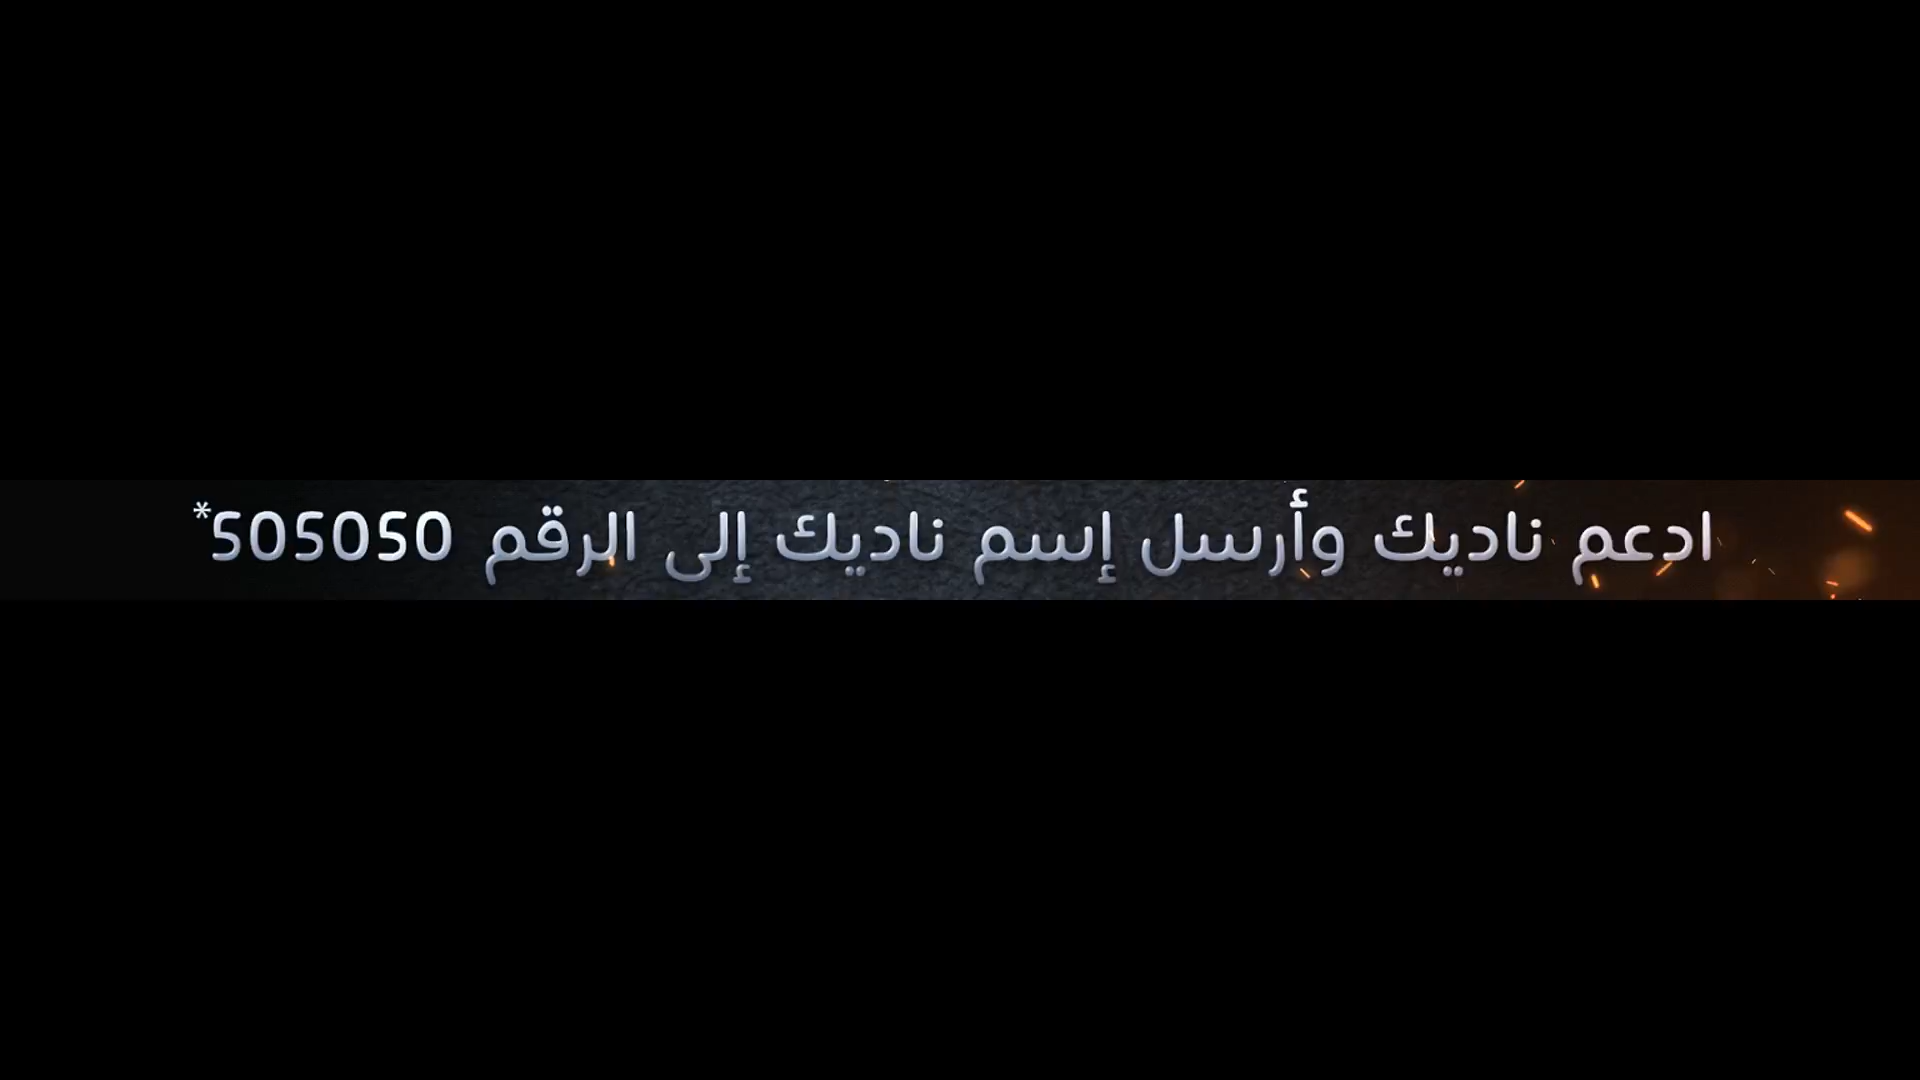 ادعم ناديك وأرسل إسم ناديك إلى الرقم 505050*